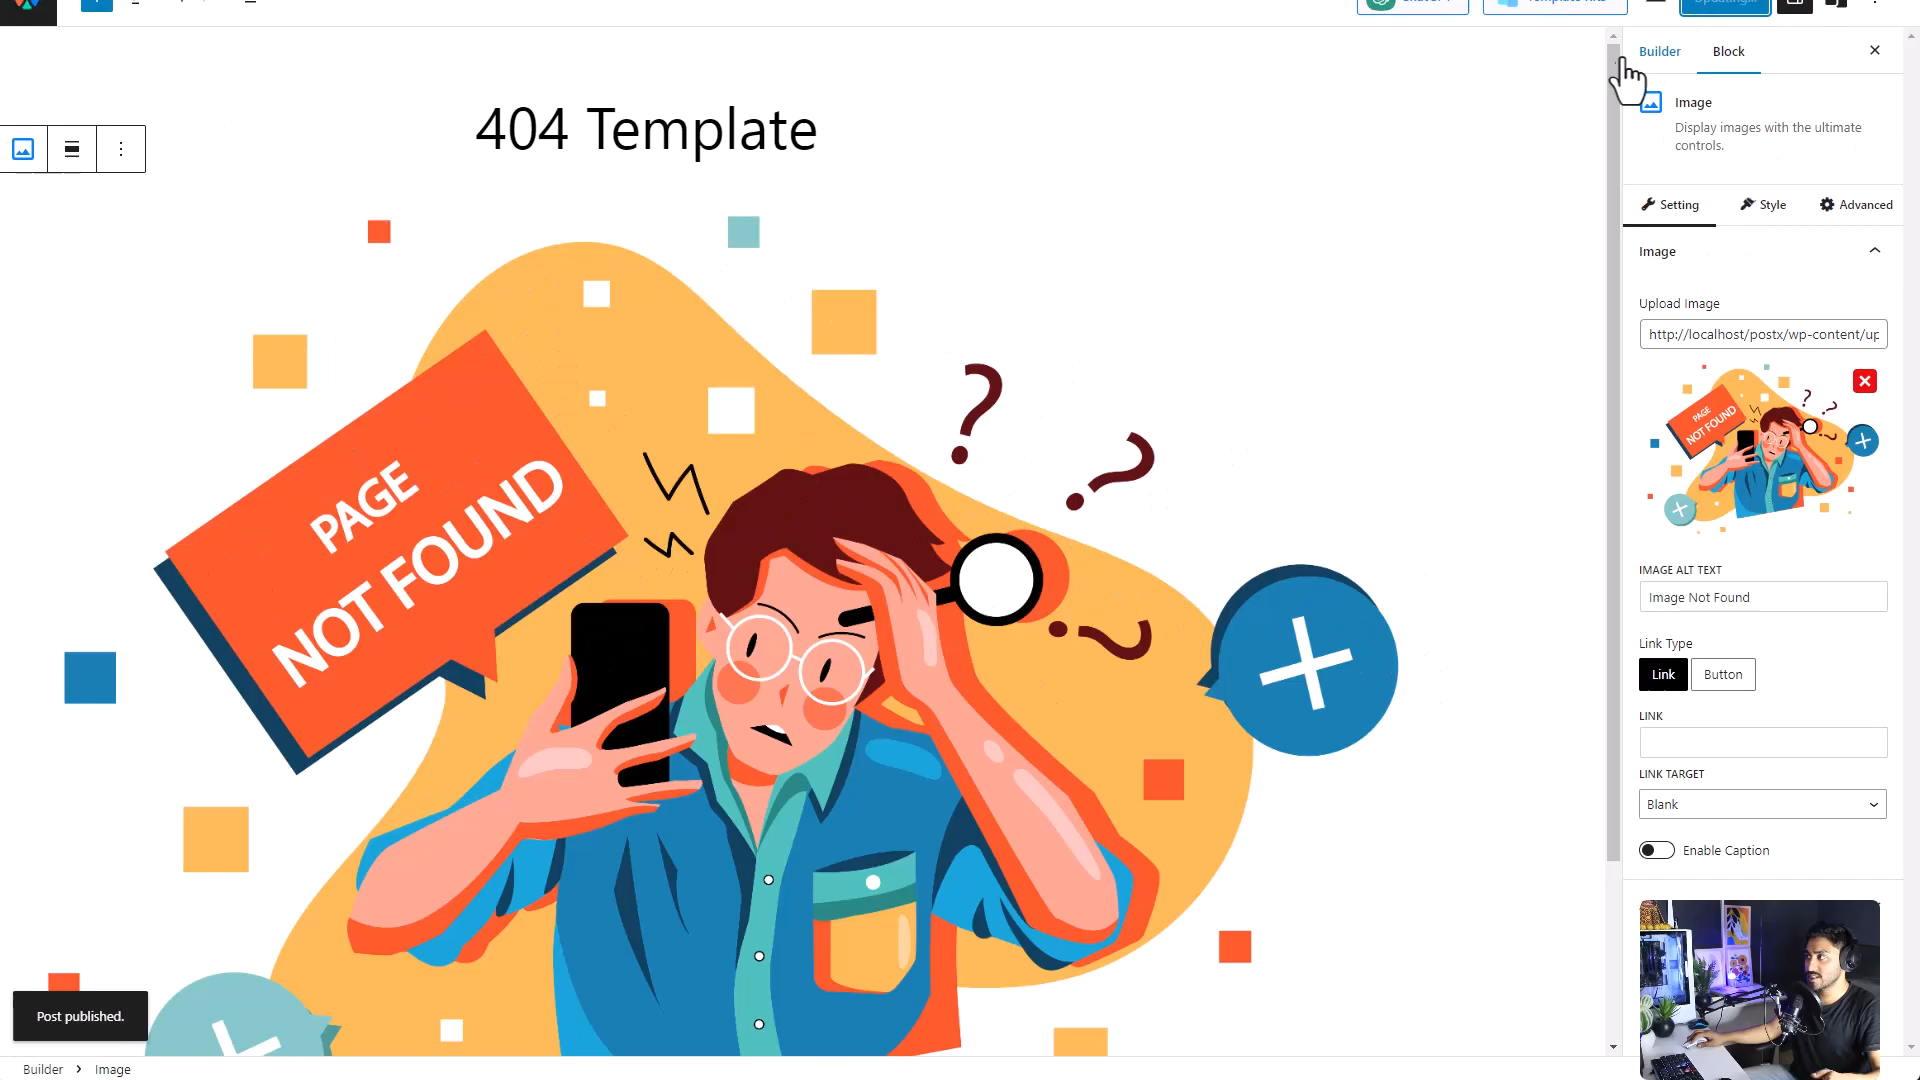 Builder
Block
404 Template
Image
Display images with the ultimate
controls.
Setting
Style
Advanced
Image
Upload Image
http://localhost/postx/wp-content/up
PAGE
NOT FOUND
PAGE
NOT FOUND
IMAGE ALT TEXT
Image Not Found
Link Type
Link
Button
LINK
LINK TARGET
Blank
Enable Caption
Post published.
Builder
Image